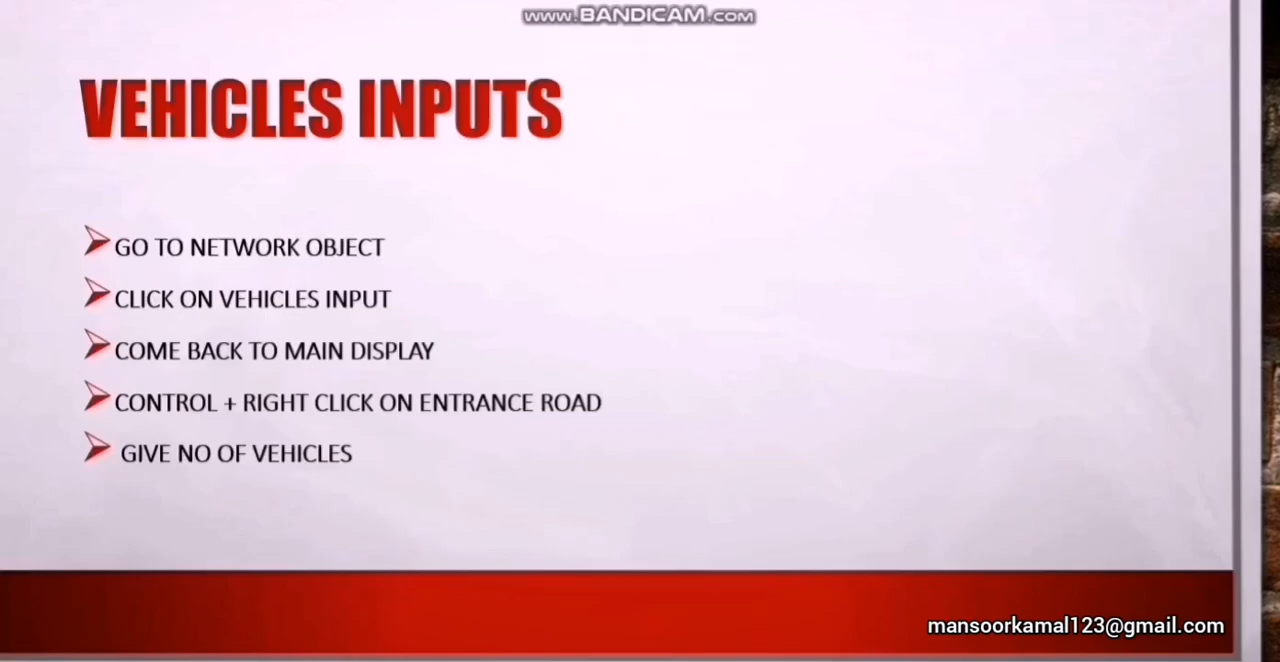 www.BANDICAM.com
VEHICLES INPUTS
GO TO NETWORK OBJECT
CLICK ON VEHICLES INPUT
COME BACK TO MAIN DISPLAY
CONTROL + RIGHT CLICK ON ENTRANCE ROAD
GIVE NO OF VEHICLES
mansoorkamal123@gmail.com